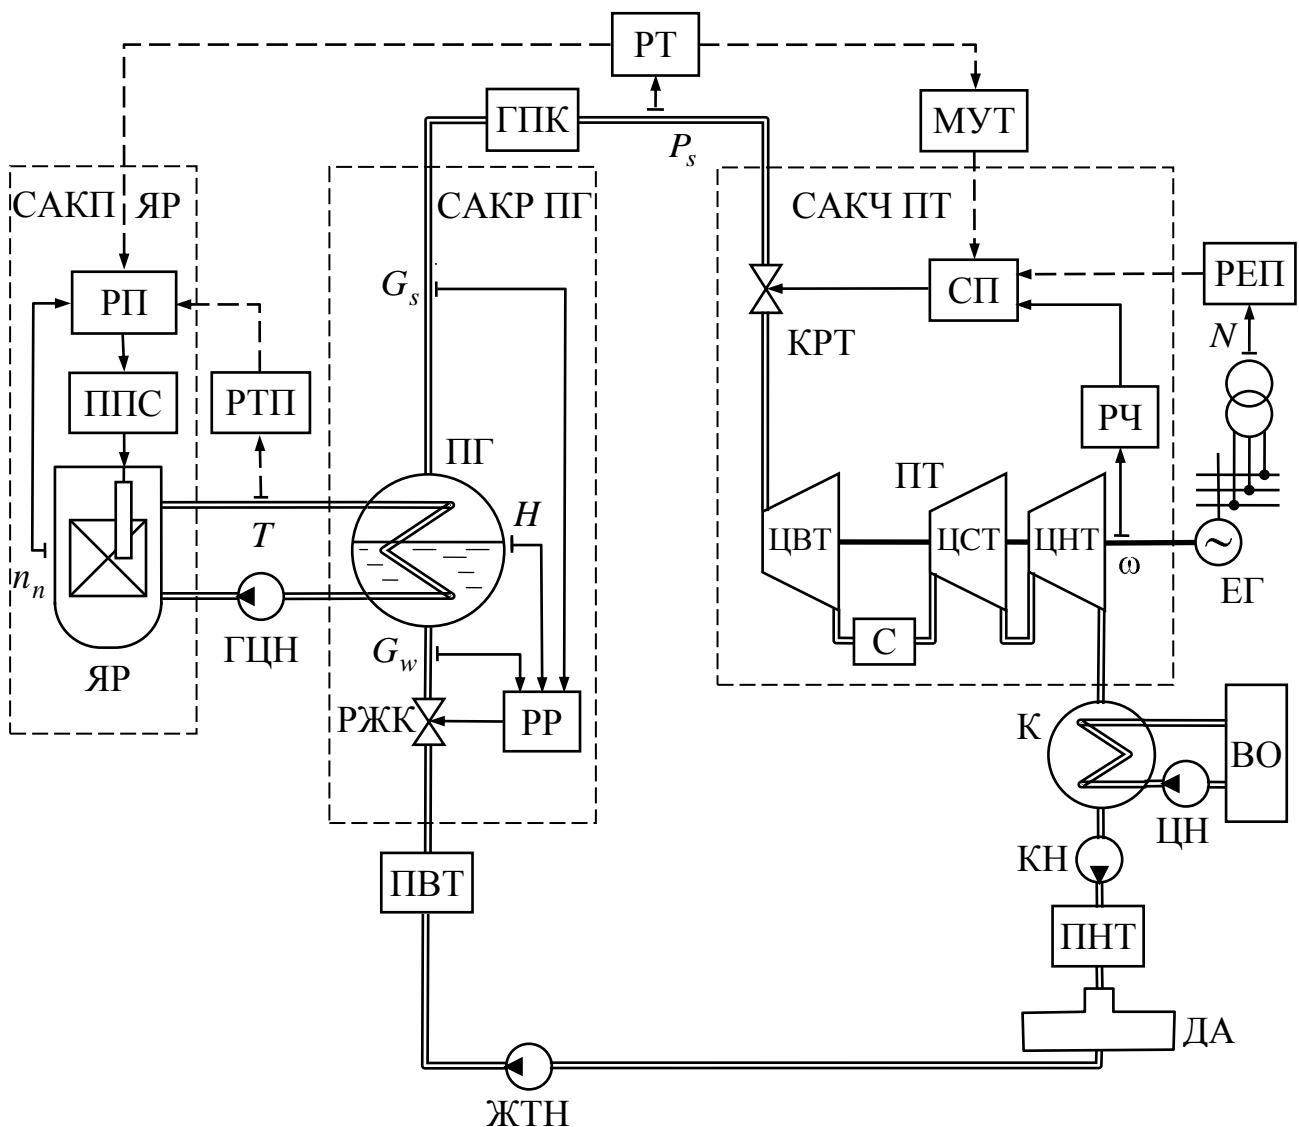 РТ
ГПК
МУТ
P_s
САКП ЯР
САКР ПГ
САКЧ ПТ
РП
G_s
СП
РЕП
КРТ
N
ППС
РТП
РЧ
ПГ
ПТ
T
H
ЦВТ
ЦСТ
ЦНТ
ω
n_n
ЕГ
ГЦН
G_w
С
ЯР
РЖК
РР
К
ВО
ЦН
КН
ПВТ
ПНТ
ДА
ЖТН